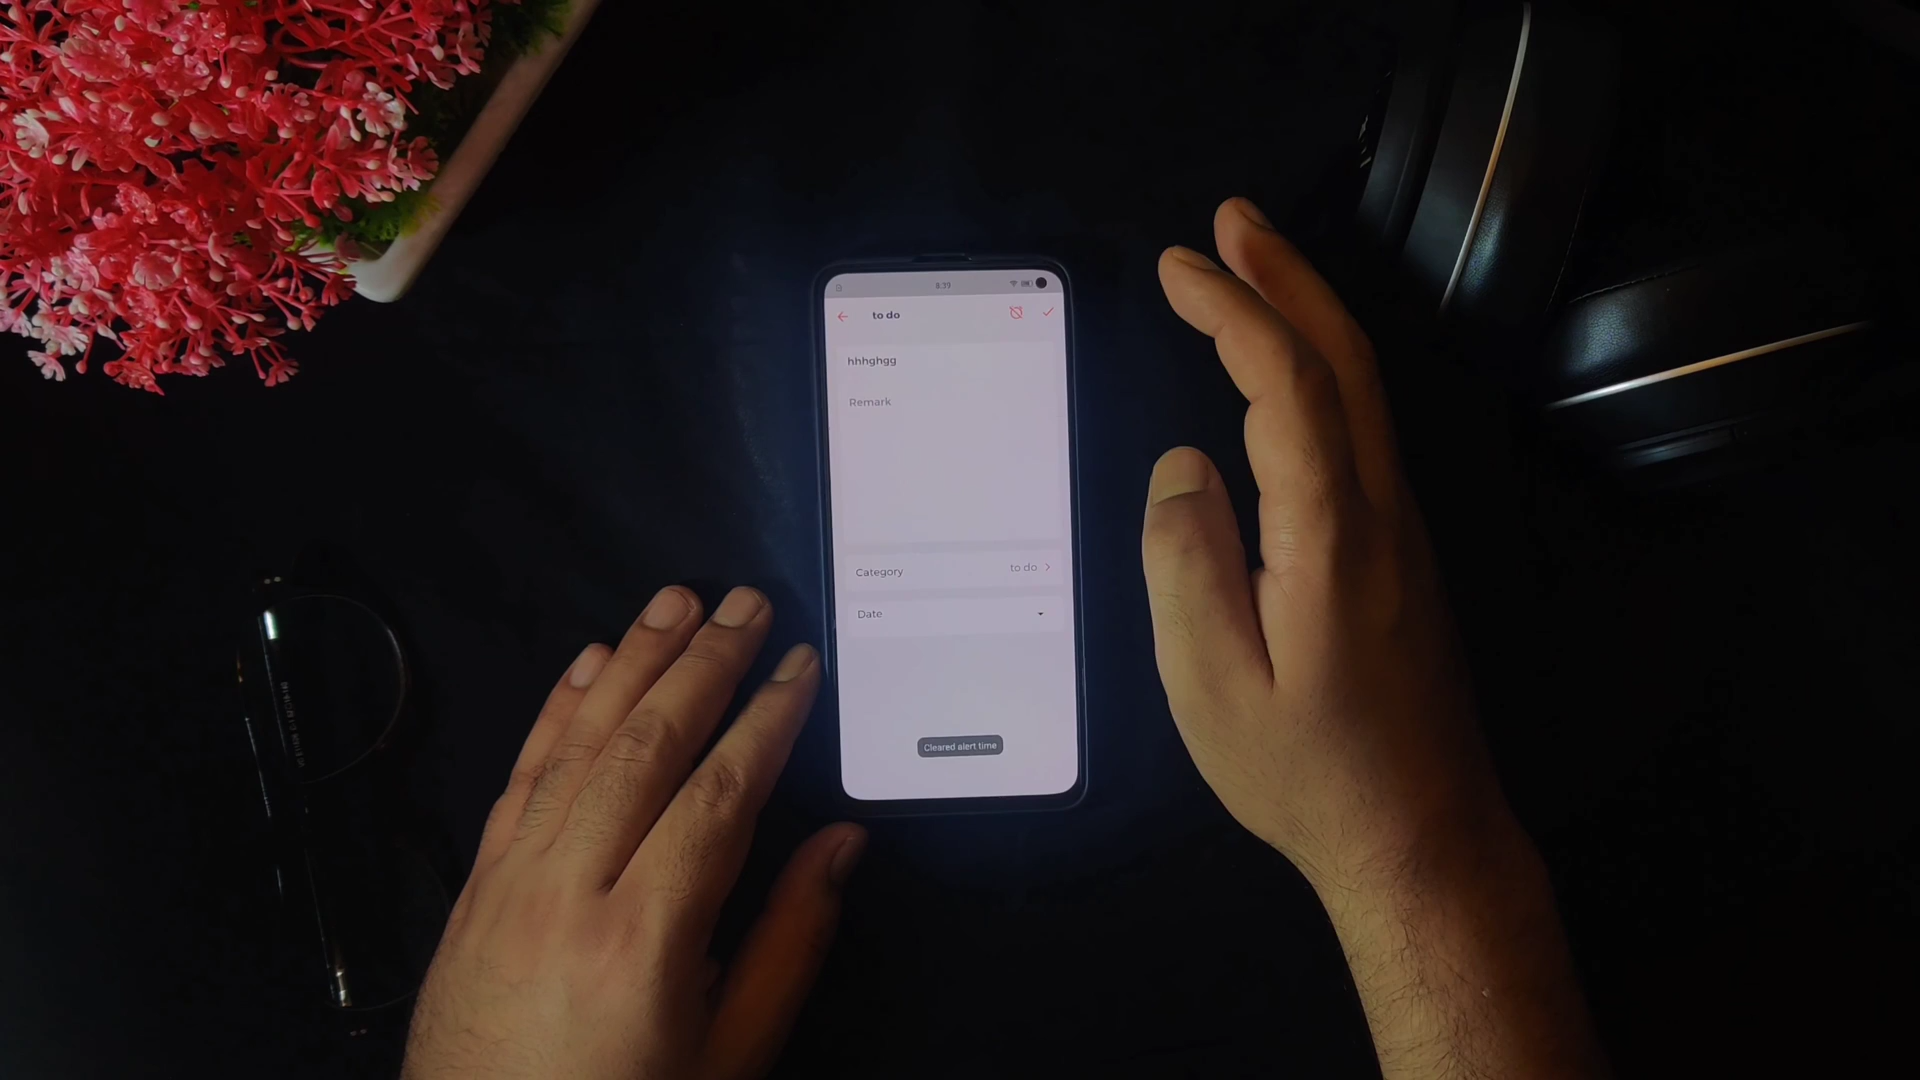 8:39
to do
hhhghgg
Remark
Category
to do
Date
Cleared alert time